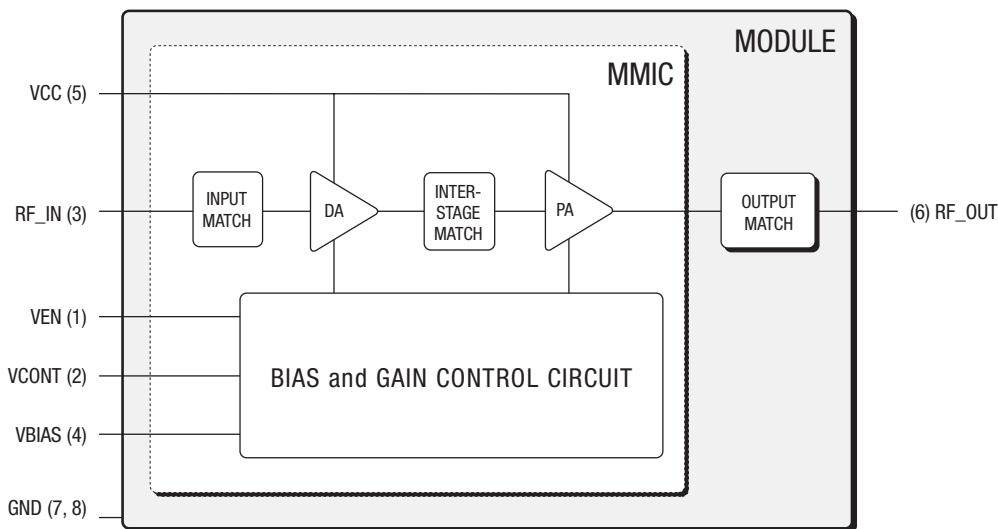 MODULE
MMIC
VCC (5)
RF_IN (3)
INPUT
MATCH
DA
INTER-
STAGE
MATCH
PA
OUTPUT
MATCH
(6) RF_OUT
VEN (1)
VCONT (2)
BIAS and GAIN CONTROL CIRCUIT
VBIAS (4)
GND (7, 8)